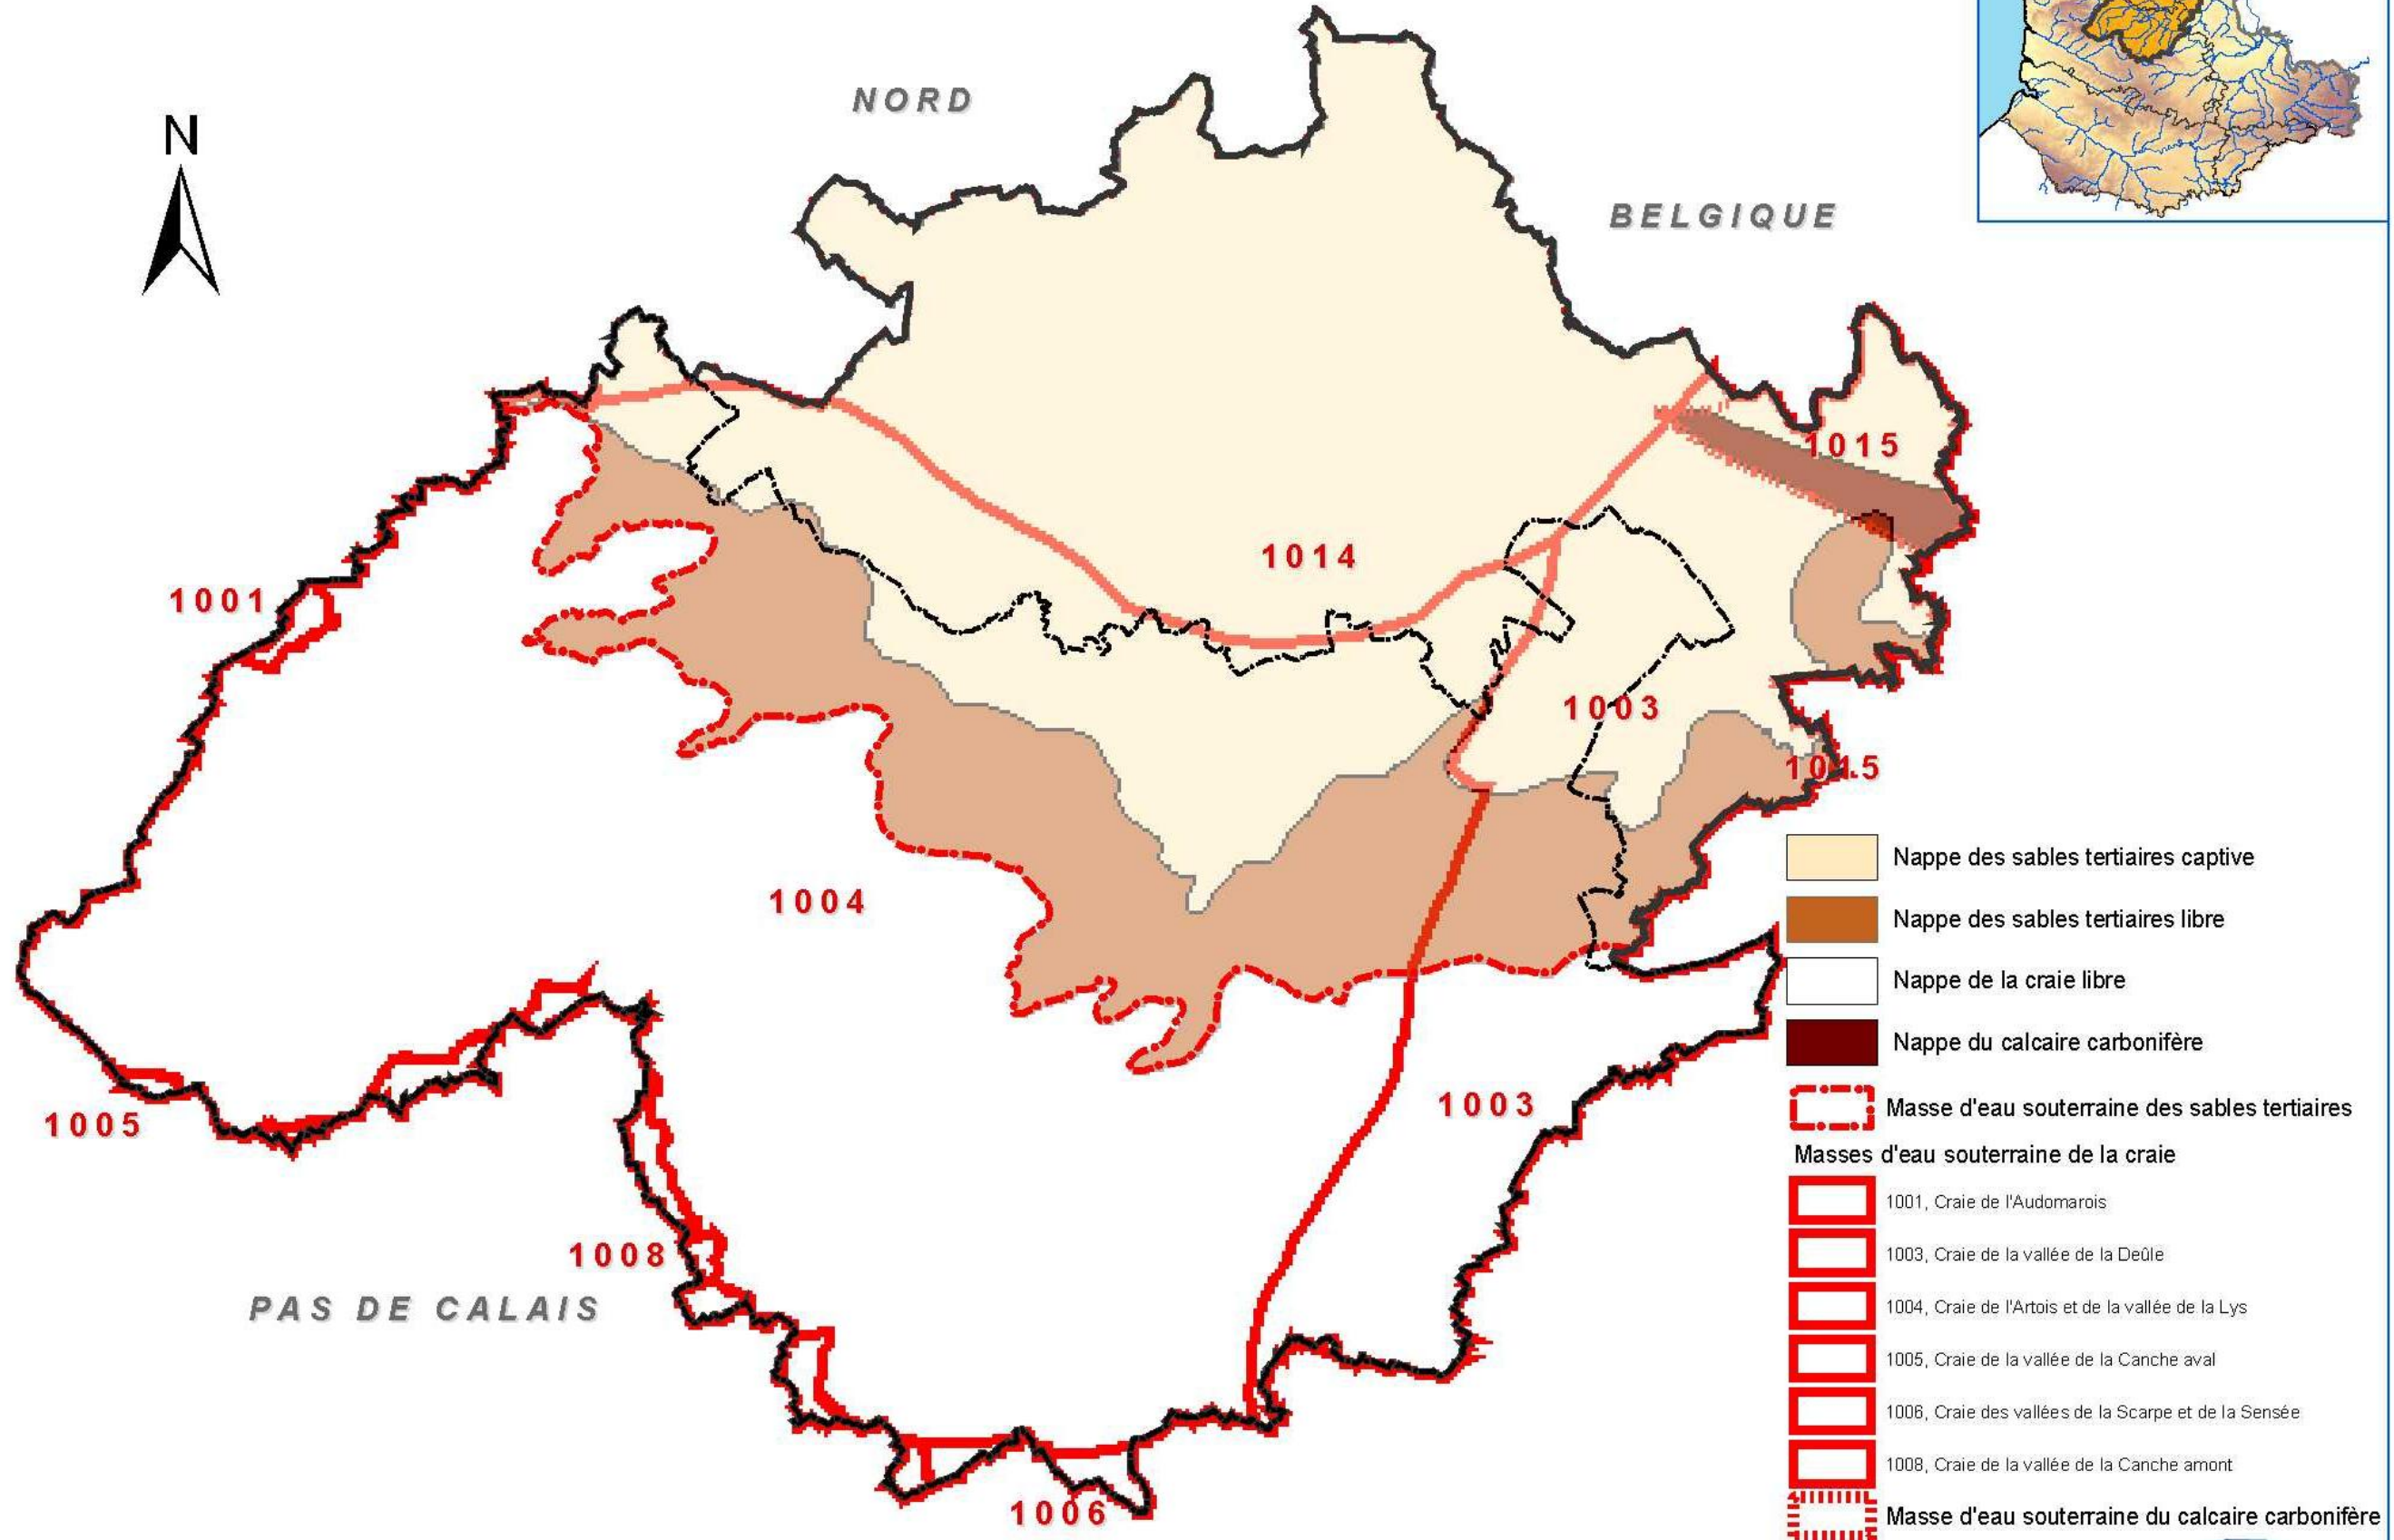 NORD
N
BELGIQUE
1015
1014
1001
1003
1015
1004
1003
1005
1008
PAS DE CALAIS
1006
Nappe des sables tertiaires captive
Nappe des sables tertiaires libre
Nappe de la craie libre
Nappe du calcaire carbonifère
Masse d'eau souterraine des sables tertiaires
Masses d'eau souterraine de la craie
1001, Craie de l'Audomarois
1003, Craie de la vallée de la Deûle
1004, Craie de l'Artois et de la vallée de la Lys
1005, Craie de la vallée de la Canche aval
1006, Craie des vallées de la Scarpe et de la Sensée
1008, Craie de la vallée de la Canche amont
Masse d'eau souterraine du calcaire carbonifère